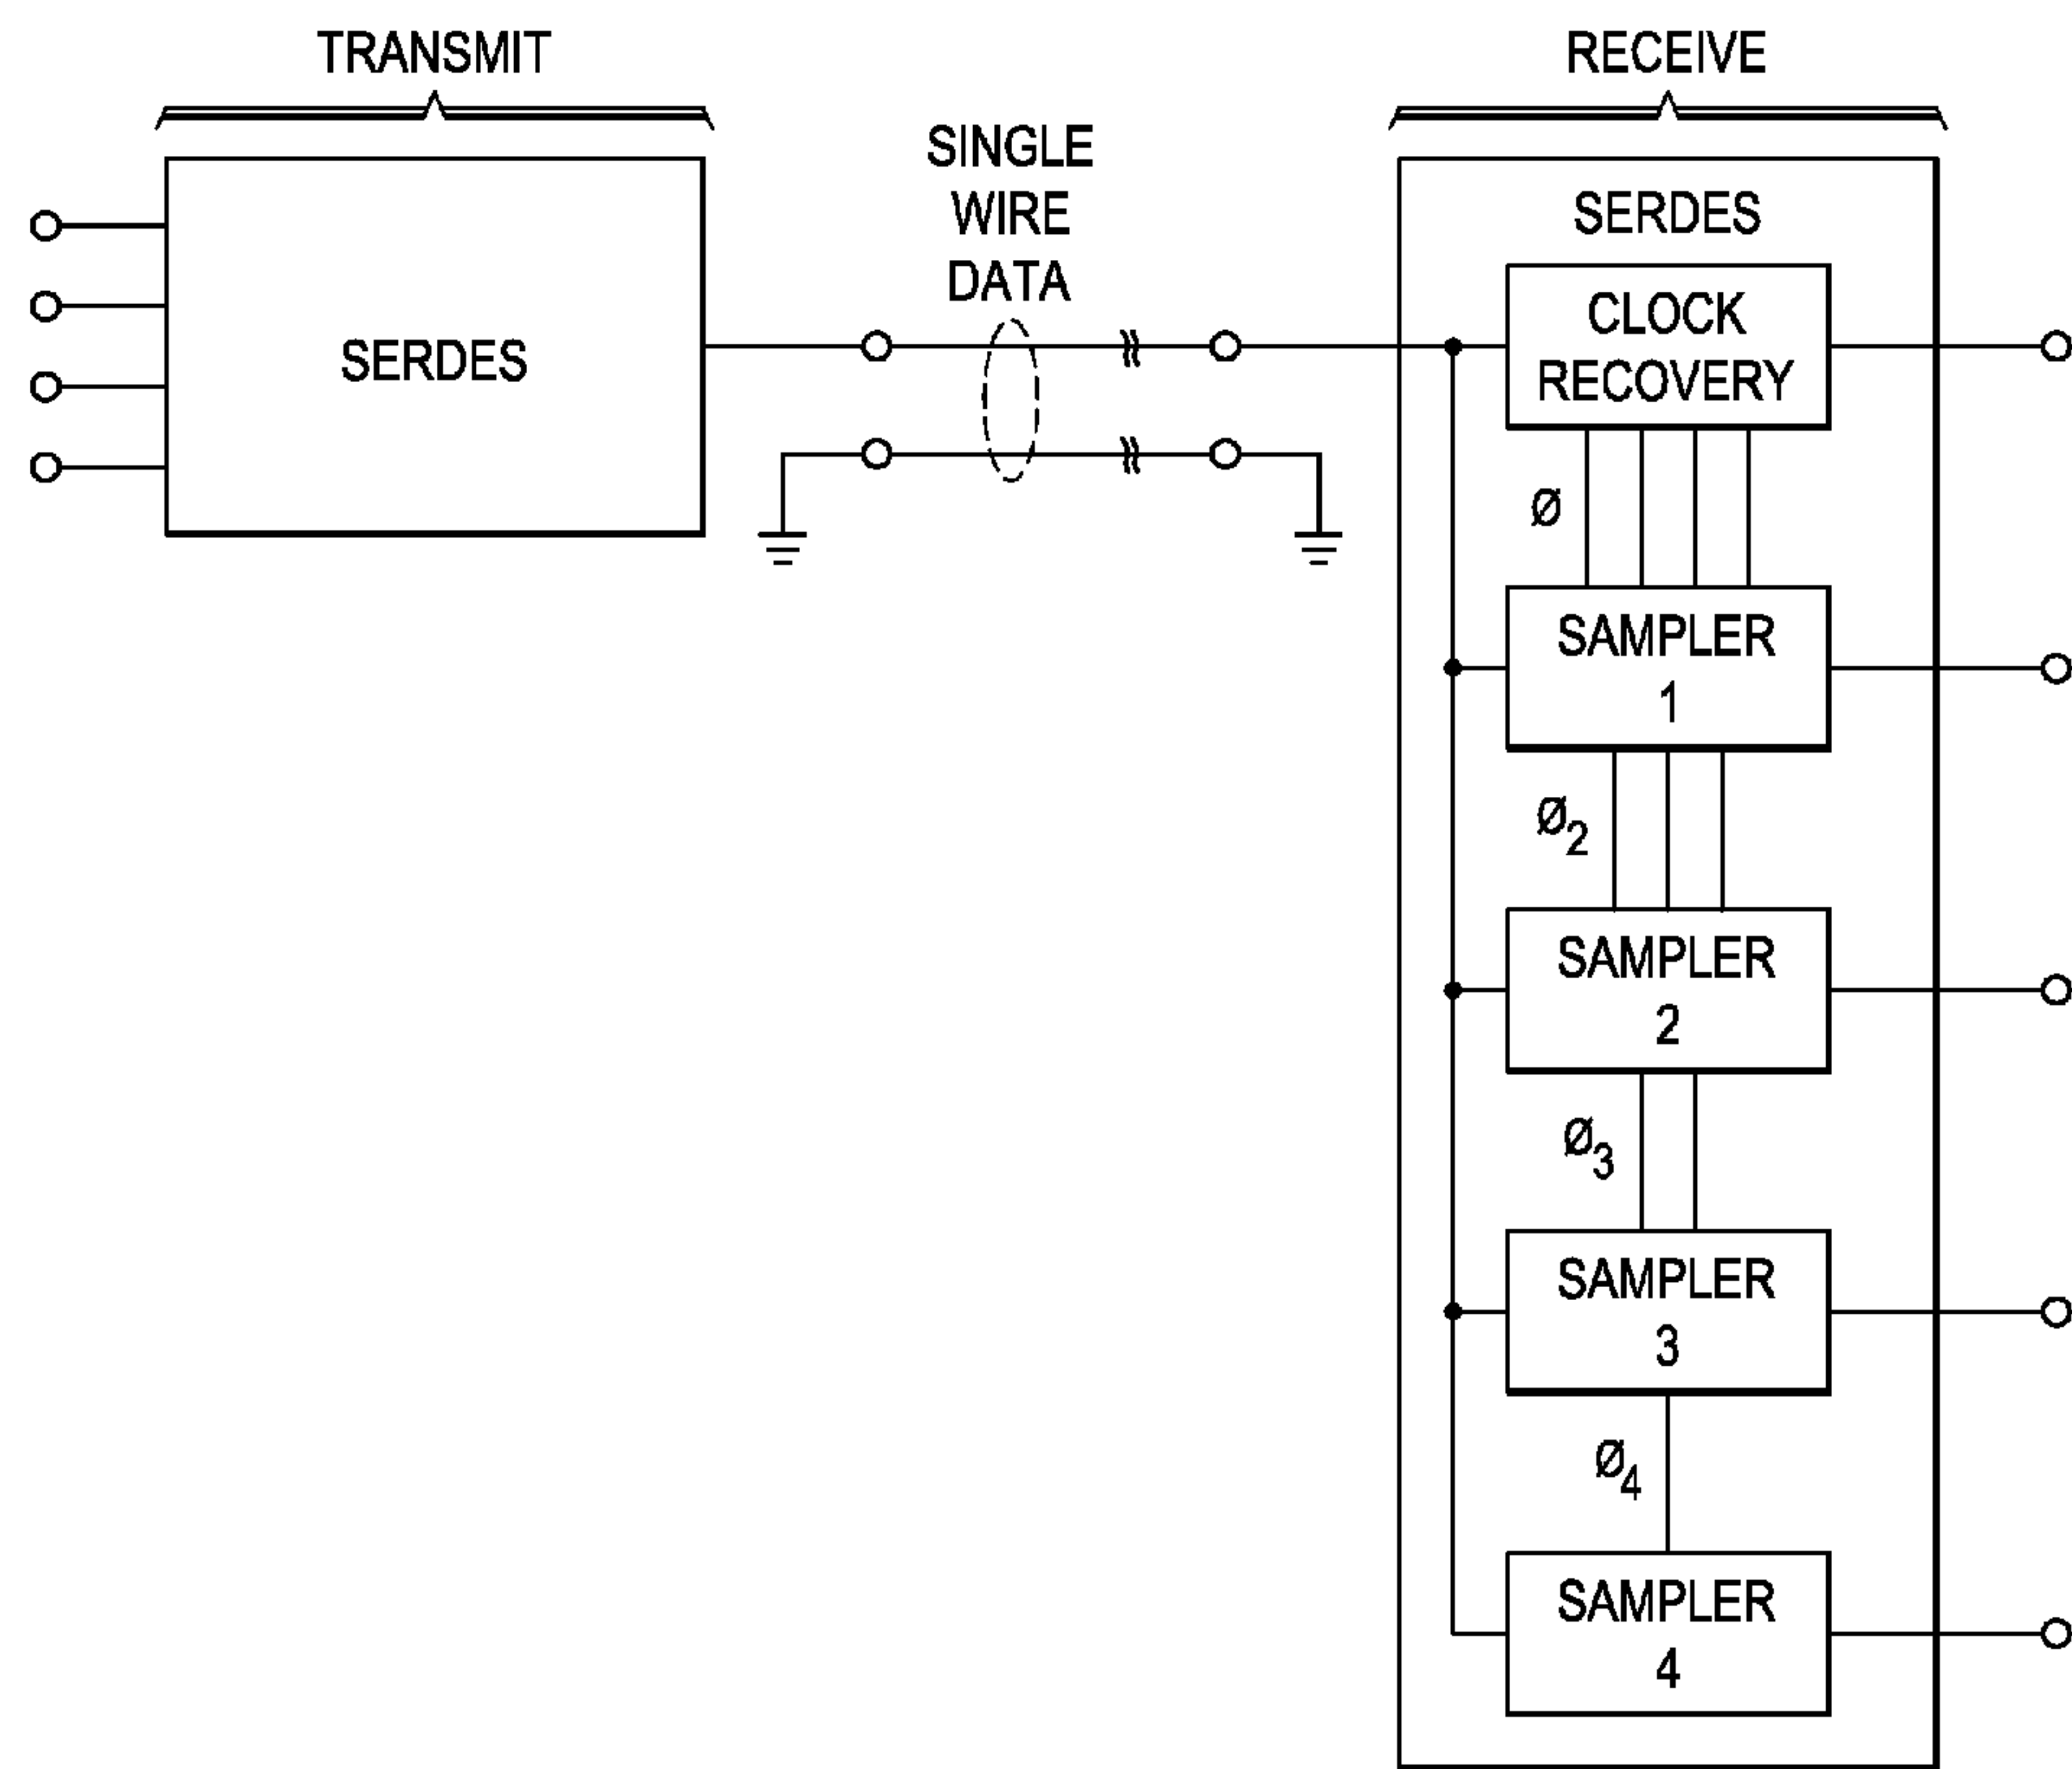 TRANSMIT
RECEIVE
SINGLE
WIRE
DATA
SERDES
SERDES
CLOCK
RECOVERY
Ø
SAMPLER
1
Ø2
SAMPLER
2
Ø3
SAMPLER
3
Ø4
SAMPLER
4